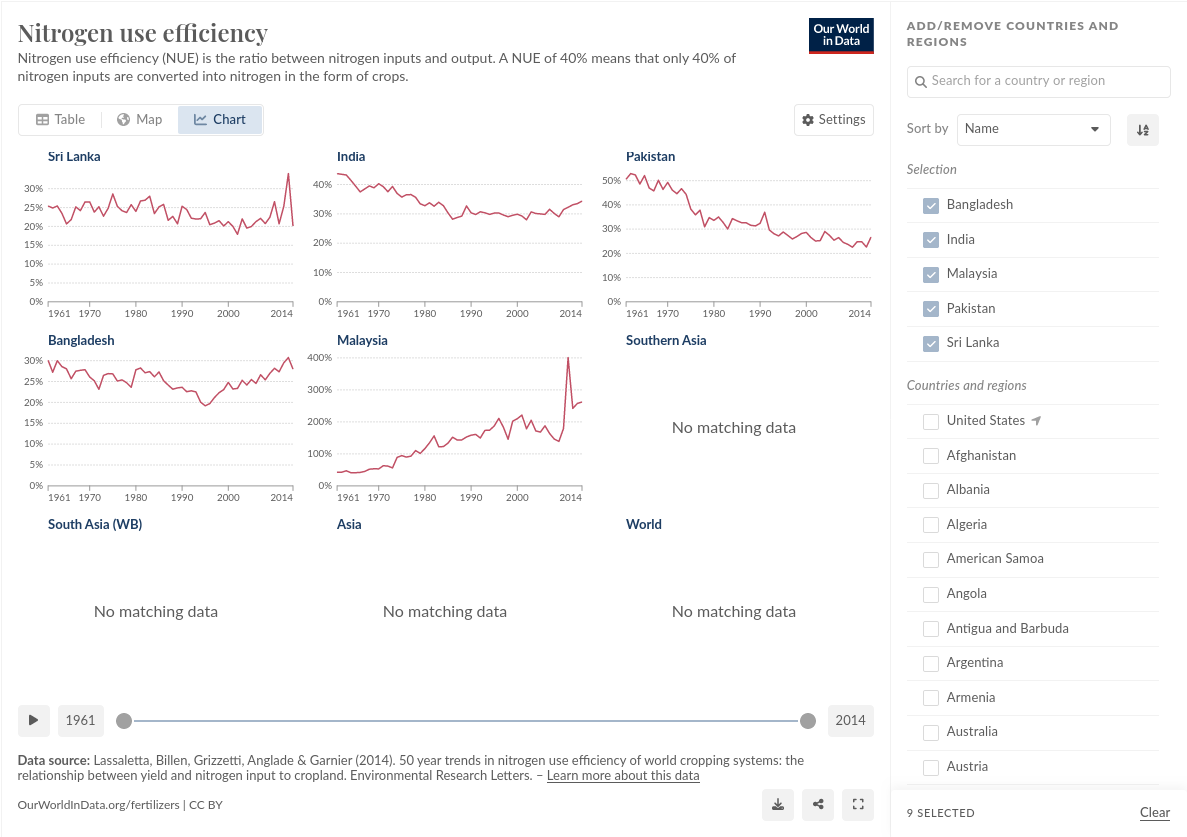 Nitrogen use efficiency
Nitrogen use efficiency (NUE) is the ratio between nitrogen inputs and output. A NUE of 40% means that only 40% of
nitrogen inputs are converted into nitrogen in the form of crops.
Our World
in Data
Table
Map
Chart
Settings
Sri Lanka
30%
25%
20%
15%
10%
5%
0%
1961 1970 1980 1990 2000 2014
India
40%
30%
20%
10%
0%
1961 1970 1980 1990 2000 2014
Pakistan
50%
40%
30%
20%
10%
0%
1961 1970 1980 1990 2000 2014
Bangladesh
30%
25%
20%
15%
10%
5%
0%
1961 1970 1980 1990 2000 2014
Malaysia
400%
300%
200%
100%
0%
1961 1970 1980 1990 2000 2014
Southern Asia
No matching data
South Asia (WB)
No matching data
Asia
No matching data
World
No matching data
1961
2014
Data source: Lassaletta, Billen, Grizzetti, Anglade & Garnier (2014). 50 year trends in nitrogen use efficiency of world cropping systems: the
relationship between yield and nitrogen input to cropland. Environmental Research Letters. – Learn more about this data
OurWorldInData.org/fertilizers | CC BY
ADD/REMOVE COUNTRIES AND
REGIONS
Search for a country or region
Sort by
Name
Selection
Bangladesh
India
Malaysia
Pakistan
Sri Lanka
Countries and regions
United States
Afghanistan
Albania
Algeria
American Samoa
Angola
Antigua and Barbuda
Argentina
Armenia
Australia
Austria
9 SELECTED
Clear